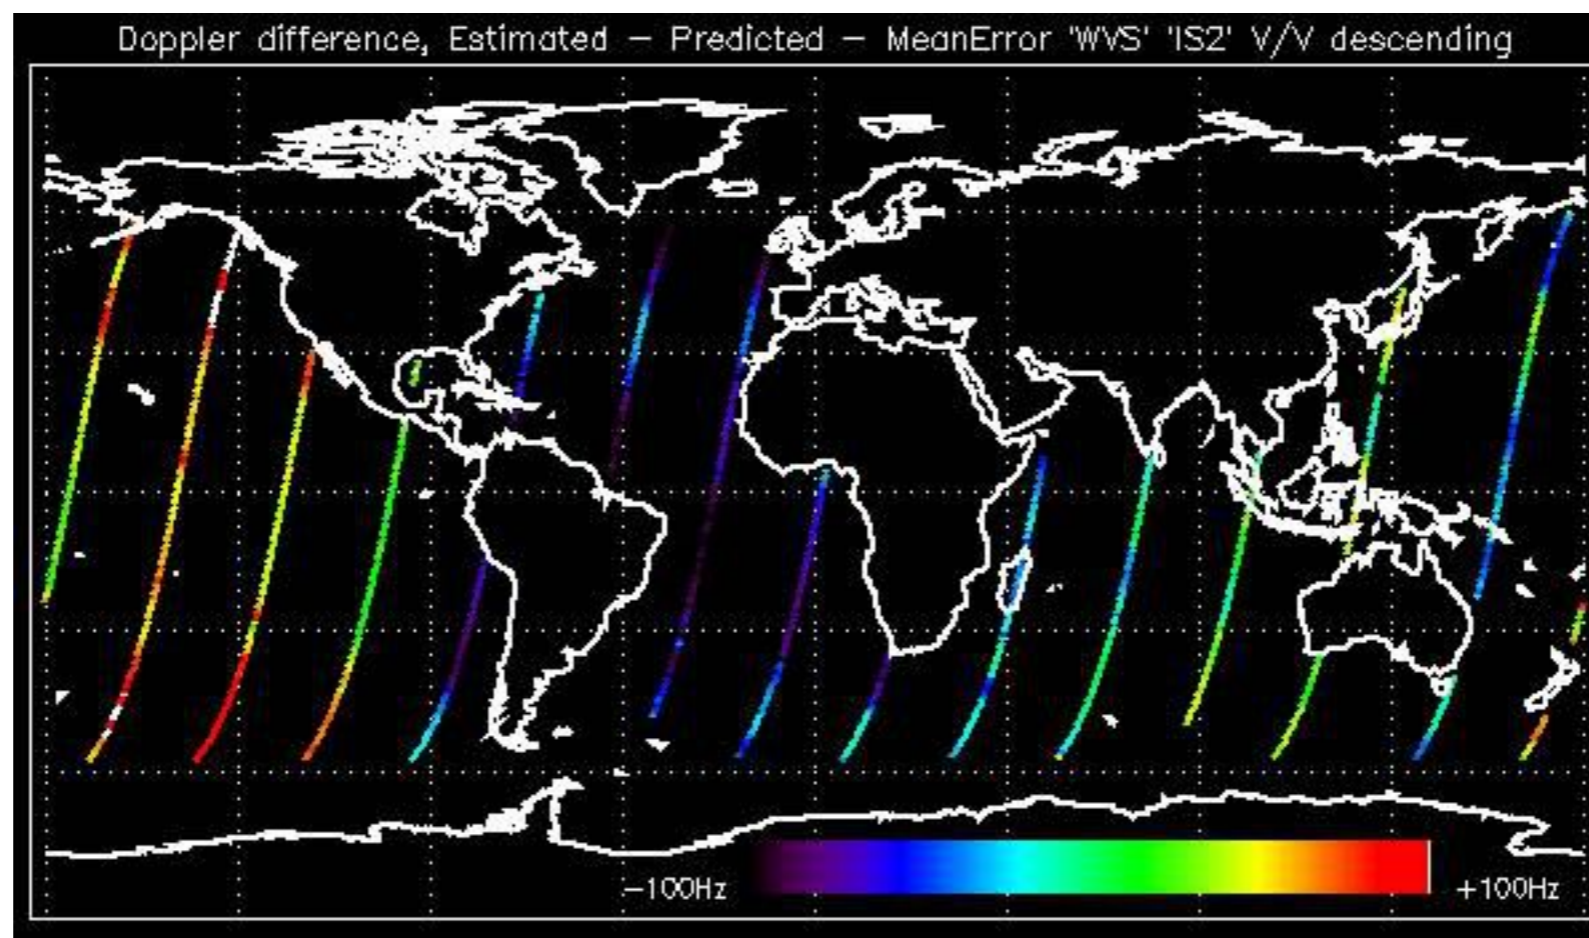 Doppler difference, Estimated – Predicted – MeanError 'WVS' 'IS2' V/V descending
-100Hz
+100Hz